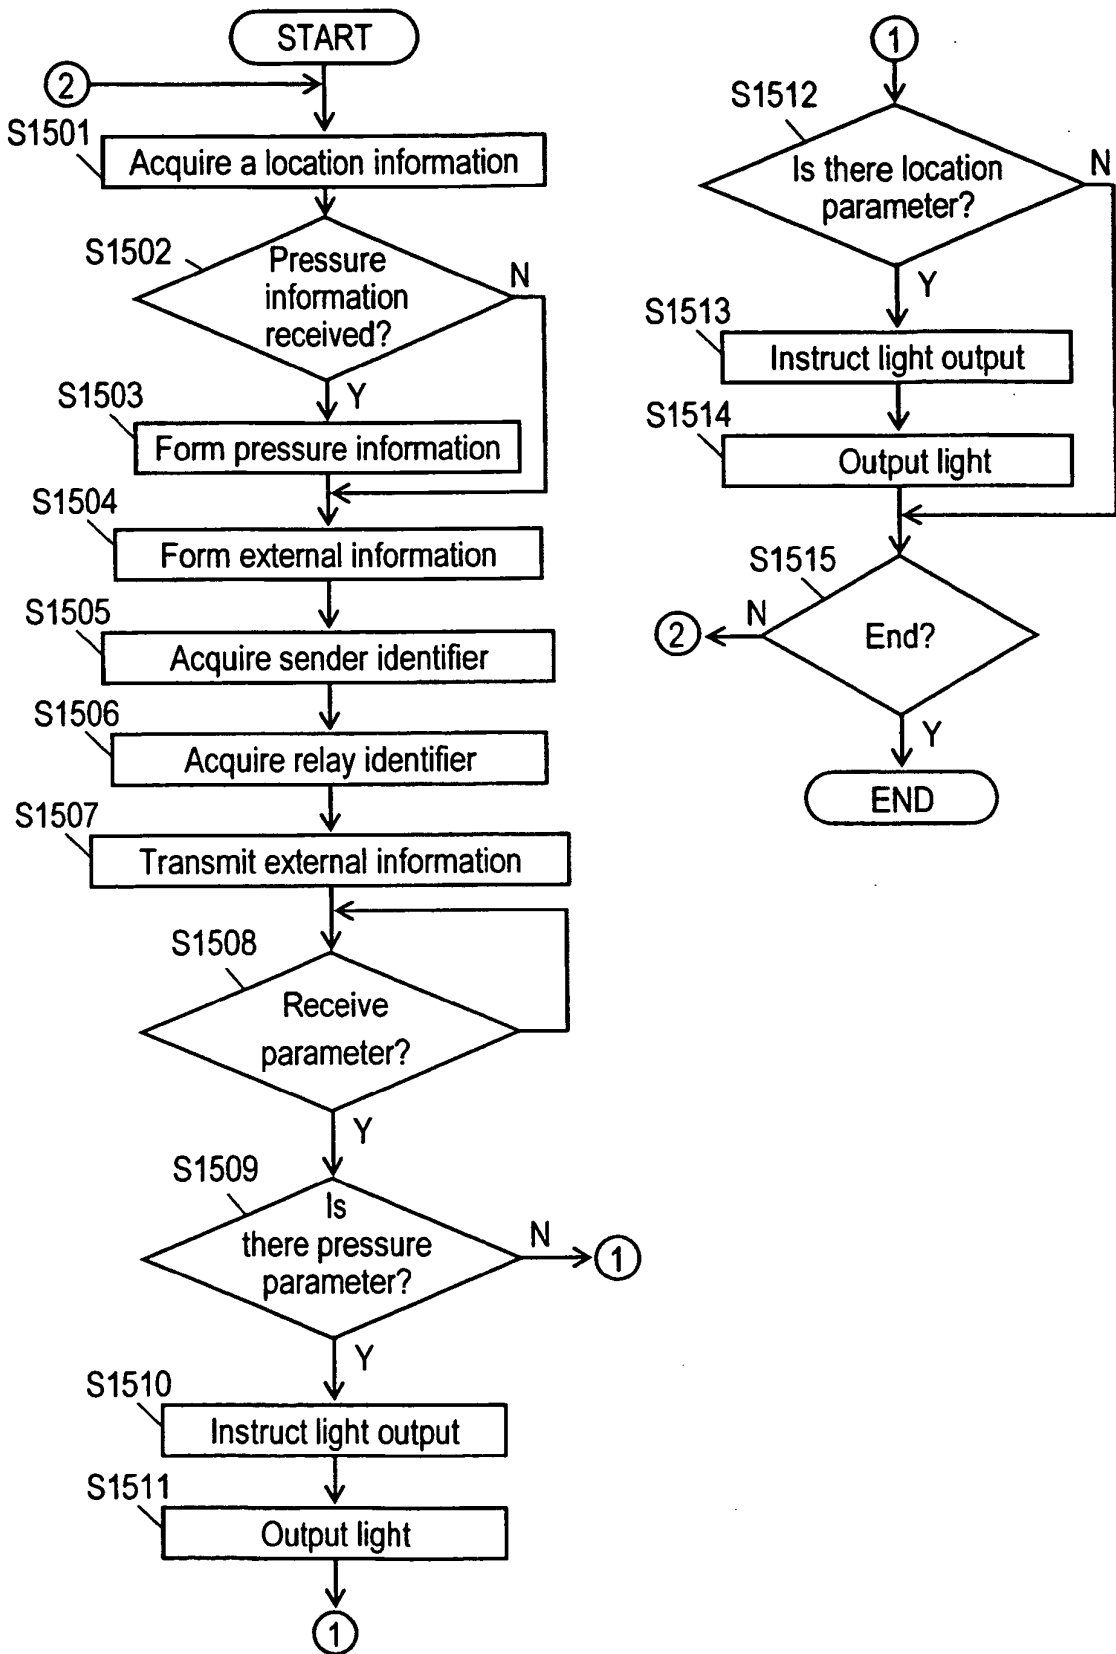 START
2
S1501
Acquire a location information
S1502
Pressure
information
received?
N
Y
S1503
Form pressure information
S1504
Form external information
S1505
Acquire sender identifier
S1506
Acquire relay identifier
S1507
Transmit external information
S1508
Receive
parameter?
Y
S1509
Is
there pressure
parameter?
N
1
Y
S1510
Instruct light output
S1511
Output light
1
1
S1512
Is there location
parameter?
N
Y
S1513
Instruct light output
S1514
Output light
S1515
End?
N
2
Y
END